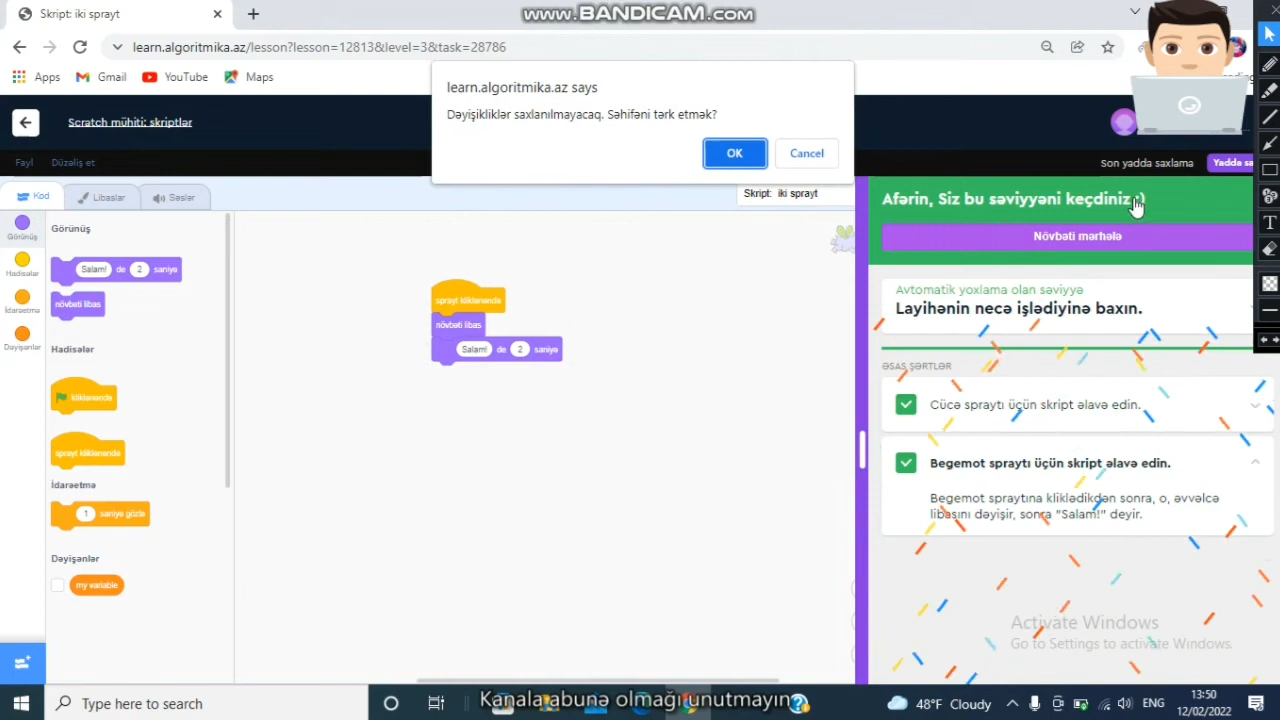 www.BANDICAM.com
Skript: iki sprayt
learn.algoritmika.az/lesson?lesson=12813&level=3&task=28786
Apps
Gmail
YouTube
Maps
learn.algoritmika.az says
Dəyişikliklər saxlanılmayacaq. Səhifəni tərk etmək?
OK
Cancel
Scratch mühiti: skriptlər
Fayl
Düzəliş et
Son yadda saxlama
Yadda sa
Kod
Libaslar
Səslər
Skript: iki sprayt
Görünüş
Hadisələr
İdarəetmə
Dəyişənlər
Görünüş
Salam! de 2 saniyə
növbəti libas
Hadisələr
kliklənəndə
sprayt kliklənəndə
İdarəetmə
1 saniyə gözlə
Dəyişənlər
my variable
sprayt kliklənəndə
növbəti libas
Salam! de 2 saniyə
Afərin, Siz bu səviyyəni keçdiniz :)
Növbəti mərhələ
Avtomatik yoxlama olan səviyyə
Layihənin necə işlədiyinə baxın.
ƏSAS ŞƏRTLƏR
Cücə spraytı üçün skript əlavə edin.
Begemot spraytı üçün skript əlavə edin.
Begemot spraytına kliklədikdən sonra, o, əvvəlcə
libasını dəyişir, sonra "Salam!" deyir.
Activate Windows
Go to Settings to activate Windows.
Kanala abunə olmağı unutmayın
Type here to search
48°F Cloudy
ENG
13:50
12/02/2022